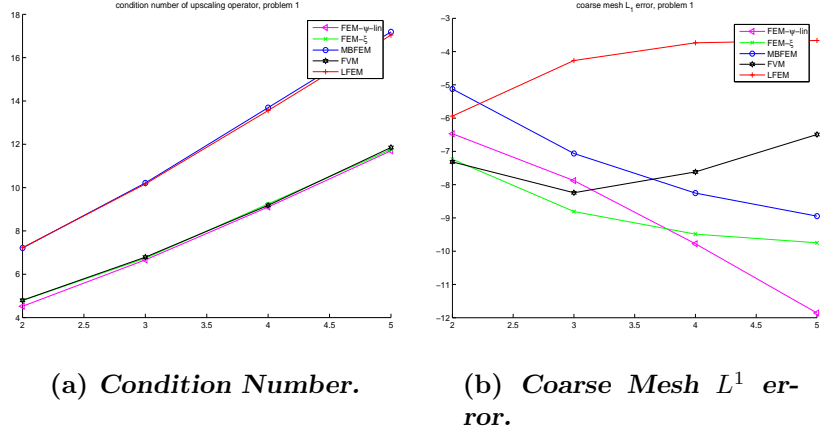 condition number of upscaling operator, problem 1
18
16
14
12
10
8
6
4
2
2.5
3
3.5
4
4.5
5
FEM-ψ-lin
FEM-ξ
MBFEM
FVM
LFEM
(a) Condition Number.
coarse mesh L₁ error, problem 1
−3
−4
−5
−6
−7
−8
−9
−10
−11
−12
2
2.5
3
3.5
4
4.5
5
FEM-ψ-lin
FEM-ξ
MBFEM
FVM
LFEM
(b) Coarse Mesh L¹ er-
ror.